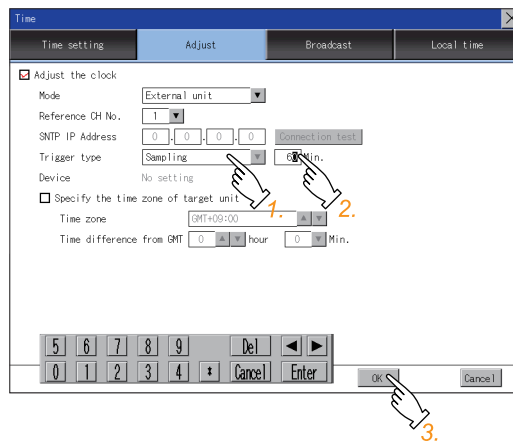 Time
Time setting Adjust Broadcast Local time
Adjust the clock
Mode External unit
Reference CH No. 1
SNTP IP Address 0 . 0 . 0 . 0 Connection test
Trigger type Sampling Min.
Device No setting
Specify the time zone of target unit
Time zone GMT+09:00
Time difference from GMT 0 hour 0 Min.
1. 2.
5 6 7 8 9 Del
0 1 2 3 4 Cancel Enter
OK Cancel
3.